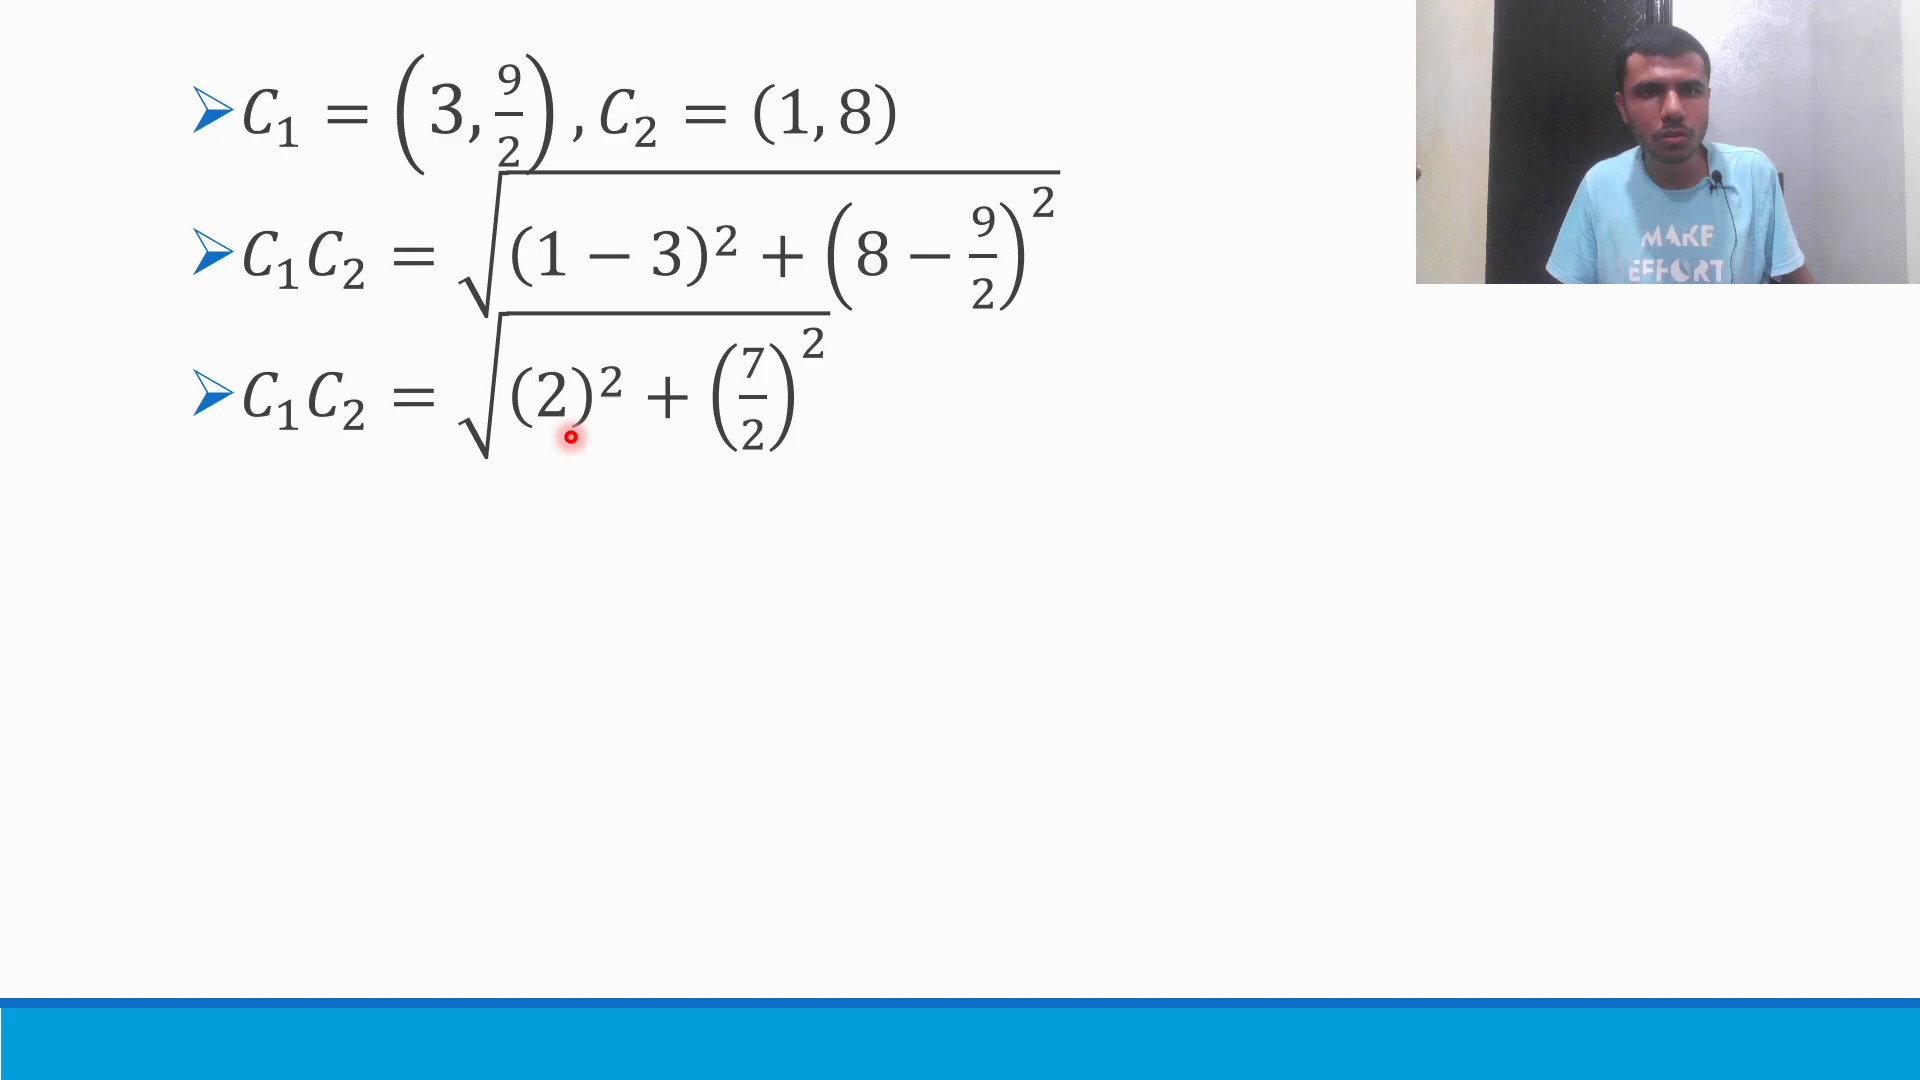 C₁ = (3, 9/2), C₂ = (1, 8)
C₁C₂ = √((1 − 3)² + (8 − 9/2)²)
C₁C₂ = √((2)² + (7/2)²)
MAKE
EFFORT